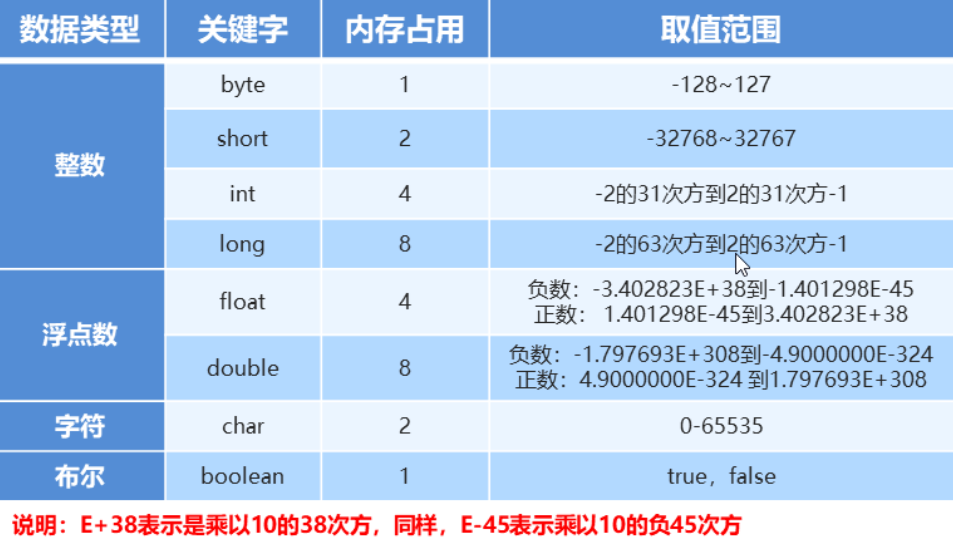 数据类型 关键字 内存占用 取值范围
整数
byte 1 -128~127
short 2 -32768~32767
int 4 -2的31次方到2的31次方-1
long 8 -2的63次方到2的63次方-1
浮点数
float 4 负数：-3.402823E+38到-1.401298E-45
正数： 1.401298E-45到3.402823E+38
double 8 负数：-1.797693E+308到-4.9000000E-324
正数：4.9000000E-324 到1.797693E+308
字符 char 2 0-65535
布尔 boolean 1 true，false
说明：E+38表示是乘以10的38次方，同样，E-45表示乘以10的负45次方